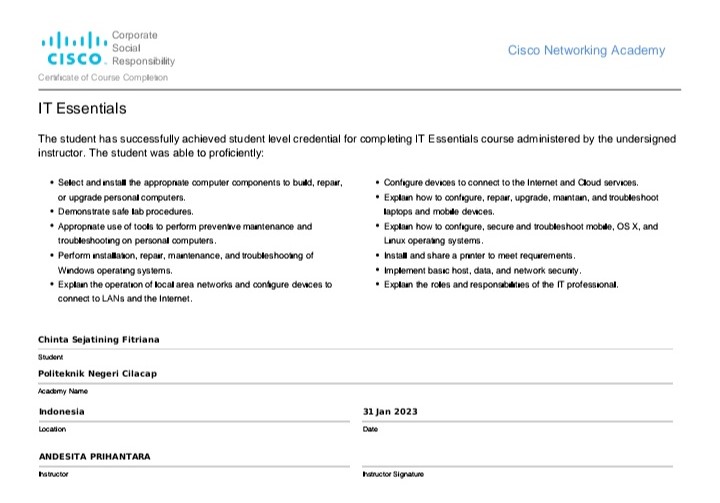 Corporate
Social
CISCO. Responsibility
Cisco Networking Academy
Certificate of Course Completion
IT Essentials
The student has successfully achieved student level credential for completing IT Essentials course administered by the undersigned
instructor. The student was able to proficiently:
• Select and install the appropriate computer components to build, repair,
or upgrade personal computers.
• Demonstrate safe lab procedures.
• Appropriate use of tools to perform preventive maintenance and
troubleshooting on personal computers.
• Perform installation, repair, maintenance, and troubleshooting of
Windows operating systems.
• Explain the operation of local area networks and configure devices to
connect to LANs and the Internet.
• Configure devices to connect to the Internet and Cloud services.
• Explain how to configure, repair, upgrade, maintain, and troubleshoot
laptops and mobile devices.
• Explain how to configure, secure and troubleshoot mobile, OS X, and
Linux operating systems.
• Install and share a printer to meet requirements.
• Implement basic host, data, and network security.
• Explain the roles and responsibilities of the IT professional.
Chinta Sejatining Fitriana
Student
Politeknik Negeri Cilacap
Academy Name
Indonesia
Location
31 Jan 2023
Date
ANDESITA PRIHANTARA
Instructor
Instructor Signature